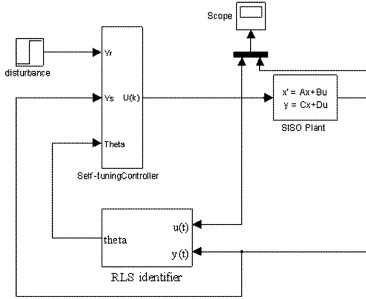 Scope
disturbance
Yr
Ys
U(k)
Theta
Self-tuningController
x' = Ax+Bu
y = Cx+Du
SISO Plant
u(t)
theta
y(t)
RLS identifier